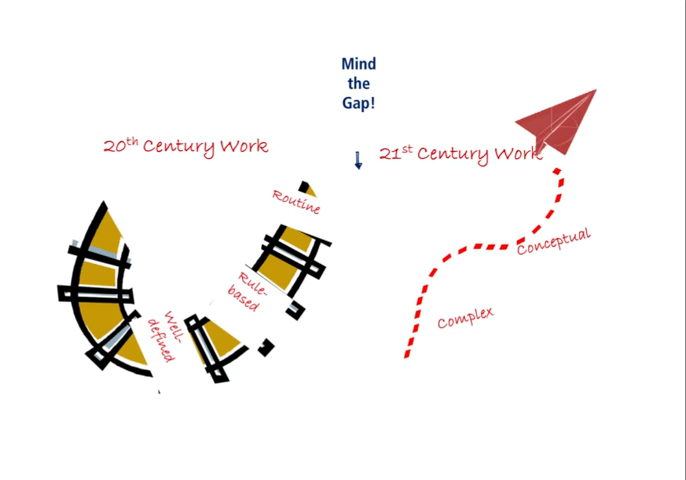 Mind
the
Gap!
20th Century Work
21st Century Work
Routine
Rule-
based
Well-
defined
Conceptual
Complex